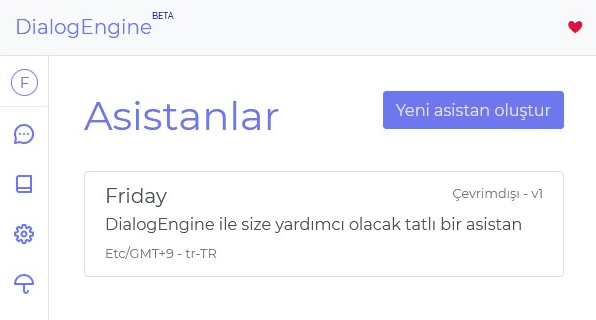 DialogEngine BETA
F
Asistanlar
Yeni asistan oluştur
Friday
Çevrimdışı - v1
DialogEngine ile size yardımcı olacak tatlı bir asistan
Etc/GMT+9 - tr-TR